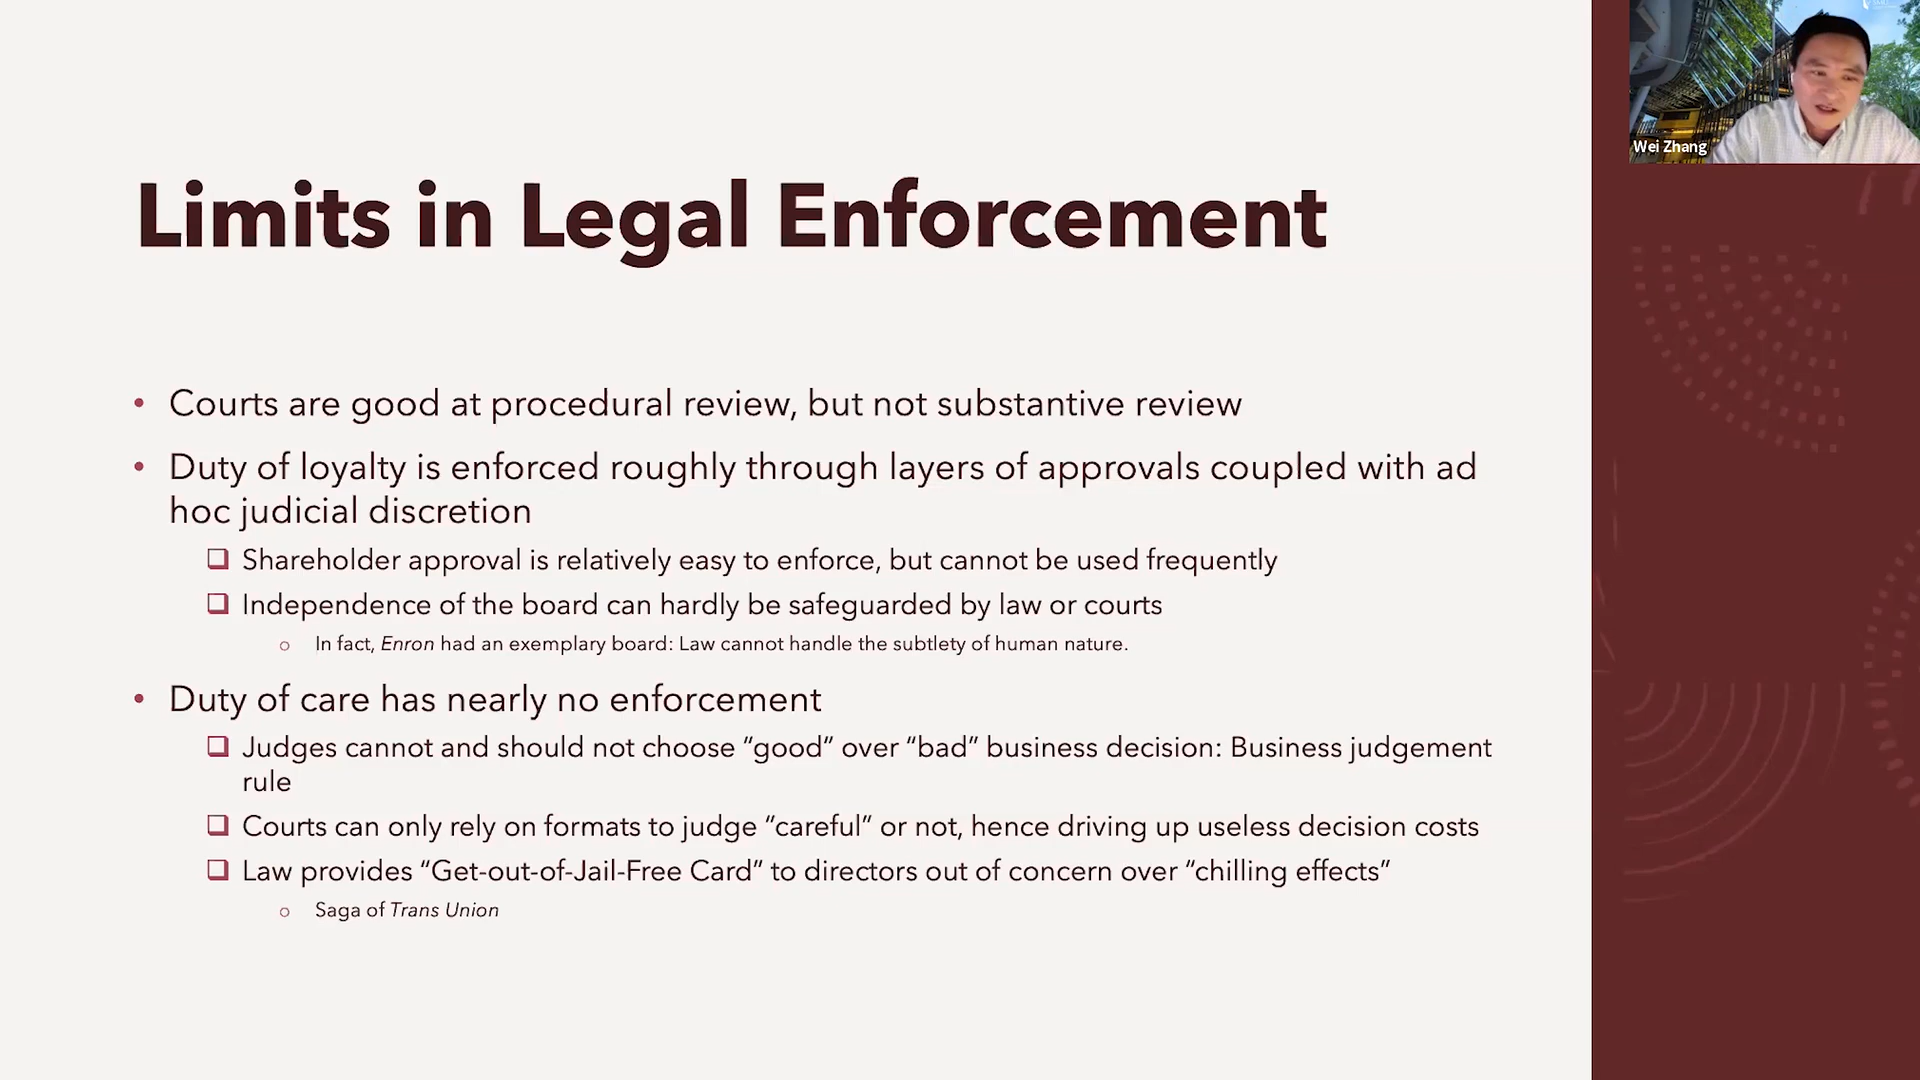 Wei Zhang
Limits in Legal Enforcement
• Courts are good at procedural review, but not substantive review
• Duty of loyalty is enforced roughly through layers of approvals coupled with ad
hoc judicial discretion
❑ Shareholder approval is relatively easy to enforce, but cannot be used frequently
❑ Independence of the board can hardly be safeguarded by law or courts
○ In fact, Enron had an exemplary board: Law cannot handle the subtlety of human nature.
• Duty of care has nearly no enforcement
❑ Judges cannot and should not choose “good” over “bad” business decision: Business judgement
rule
❑ Courts can only rely on formats to judge “careful” or not, hence driving up useless decision costs
❑ Law provides “Get-out-of-Jail-Free Card” to directors out of concern over “chilling effects”
○ Saga of Trans Union